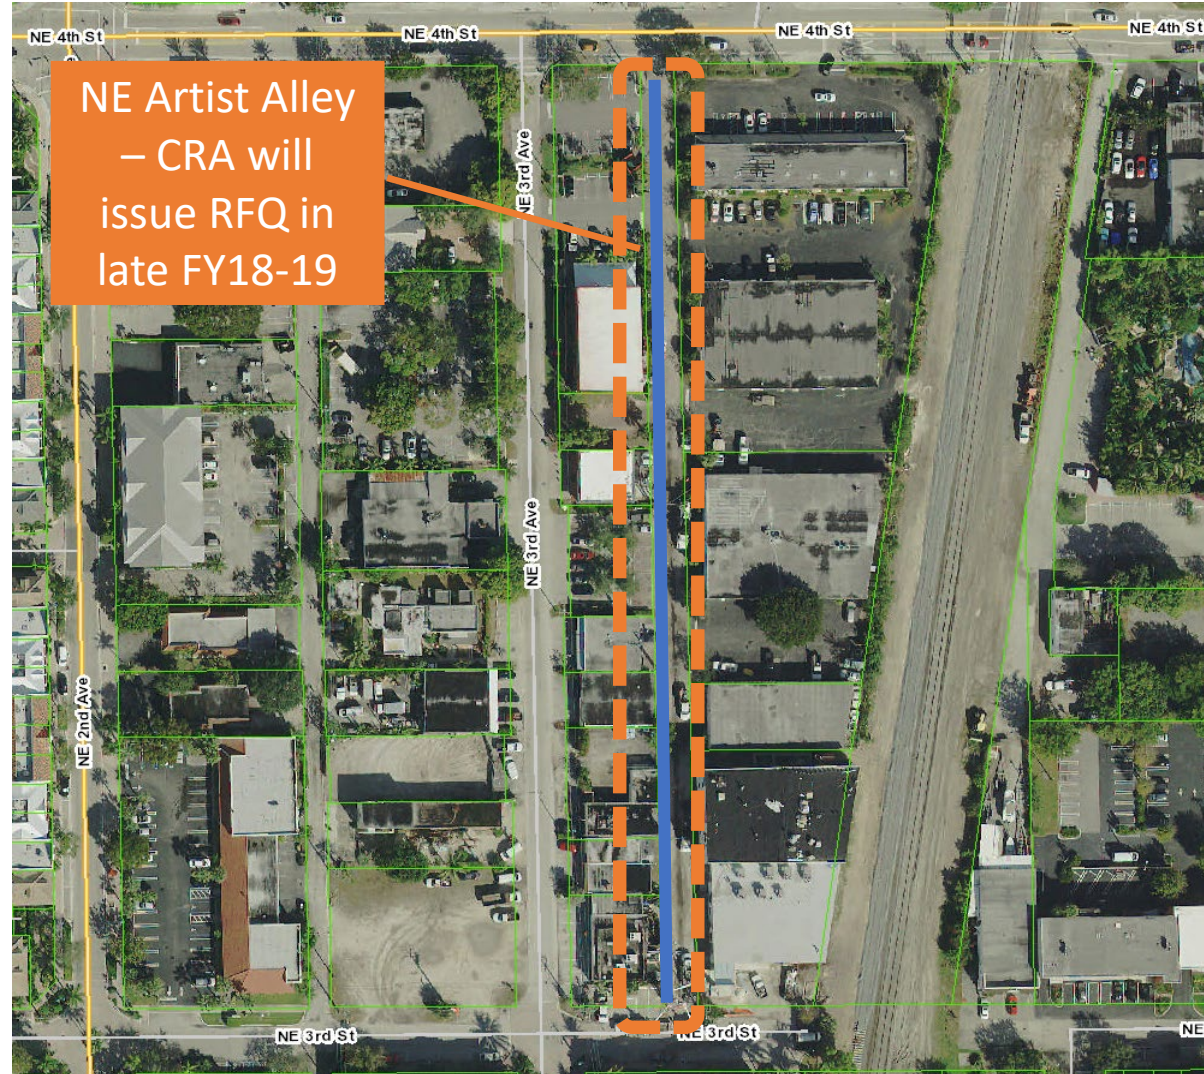 NE 4th St
NE 4th St
NE 4th St
NE 4th St
NE Artist Alley
– CRA will
issue RFQ in
late FY18-19
NE 3rd Ave
NE 3rd Ave
NE 2nd Ave
NE 3rd St
NE 3rd St
NE